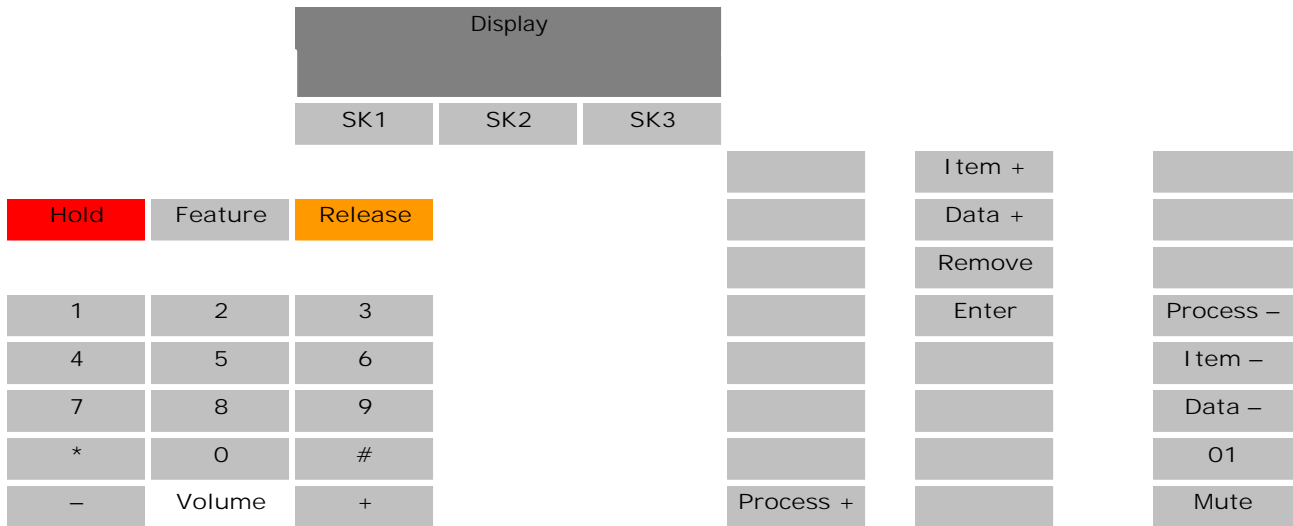 Display
SK1 SK2 SK3
Item +
Hold Feature Release Data +
Remove
1 2 3 Enter Process –
4 5 6 Item –
7 8 9 Data –
* 0 # 01
– Volume + Process + Mute